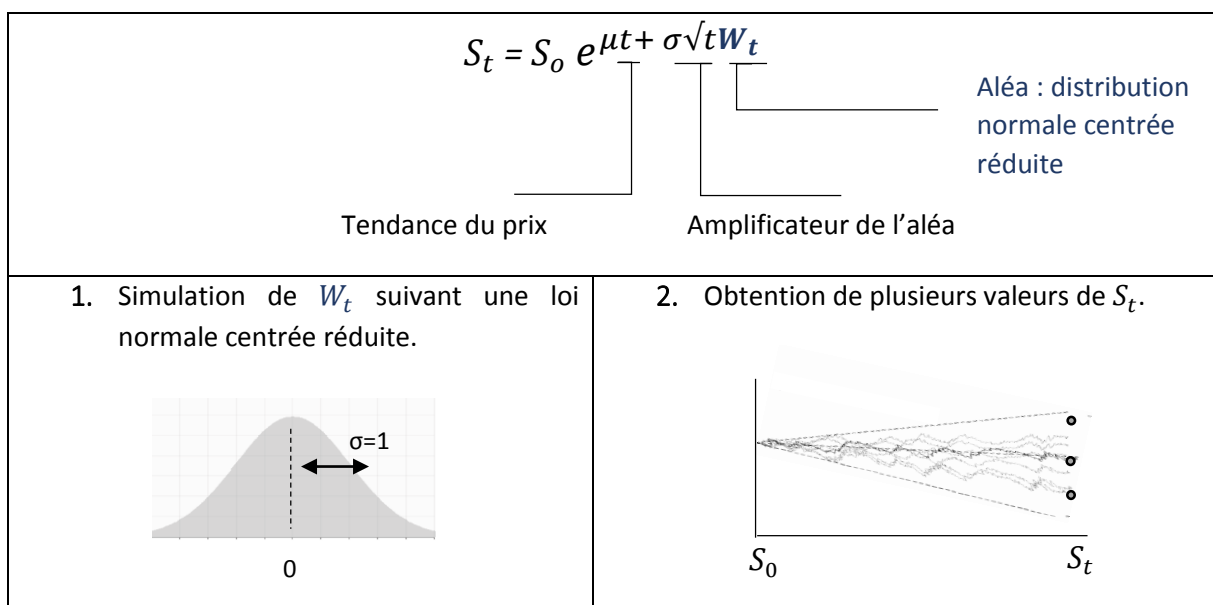 S_t = S_o e^{μt + σ√t W_t}
Aléa : distribution
normale centrée
réduite
Tendance du prix
Amplificateur de l'aléa
1. Simulation de W_t suivant une loi
normale centrée réduite.
σ=1
0
2. Obtention de plusieurs valeurs de S_t.
S_0
S_t